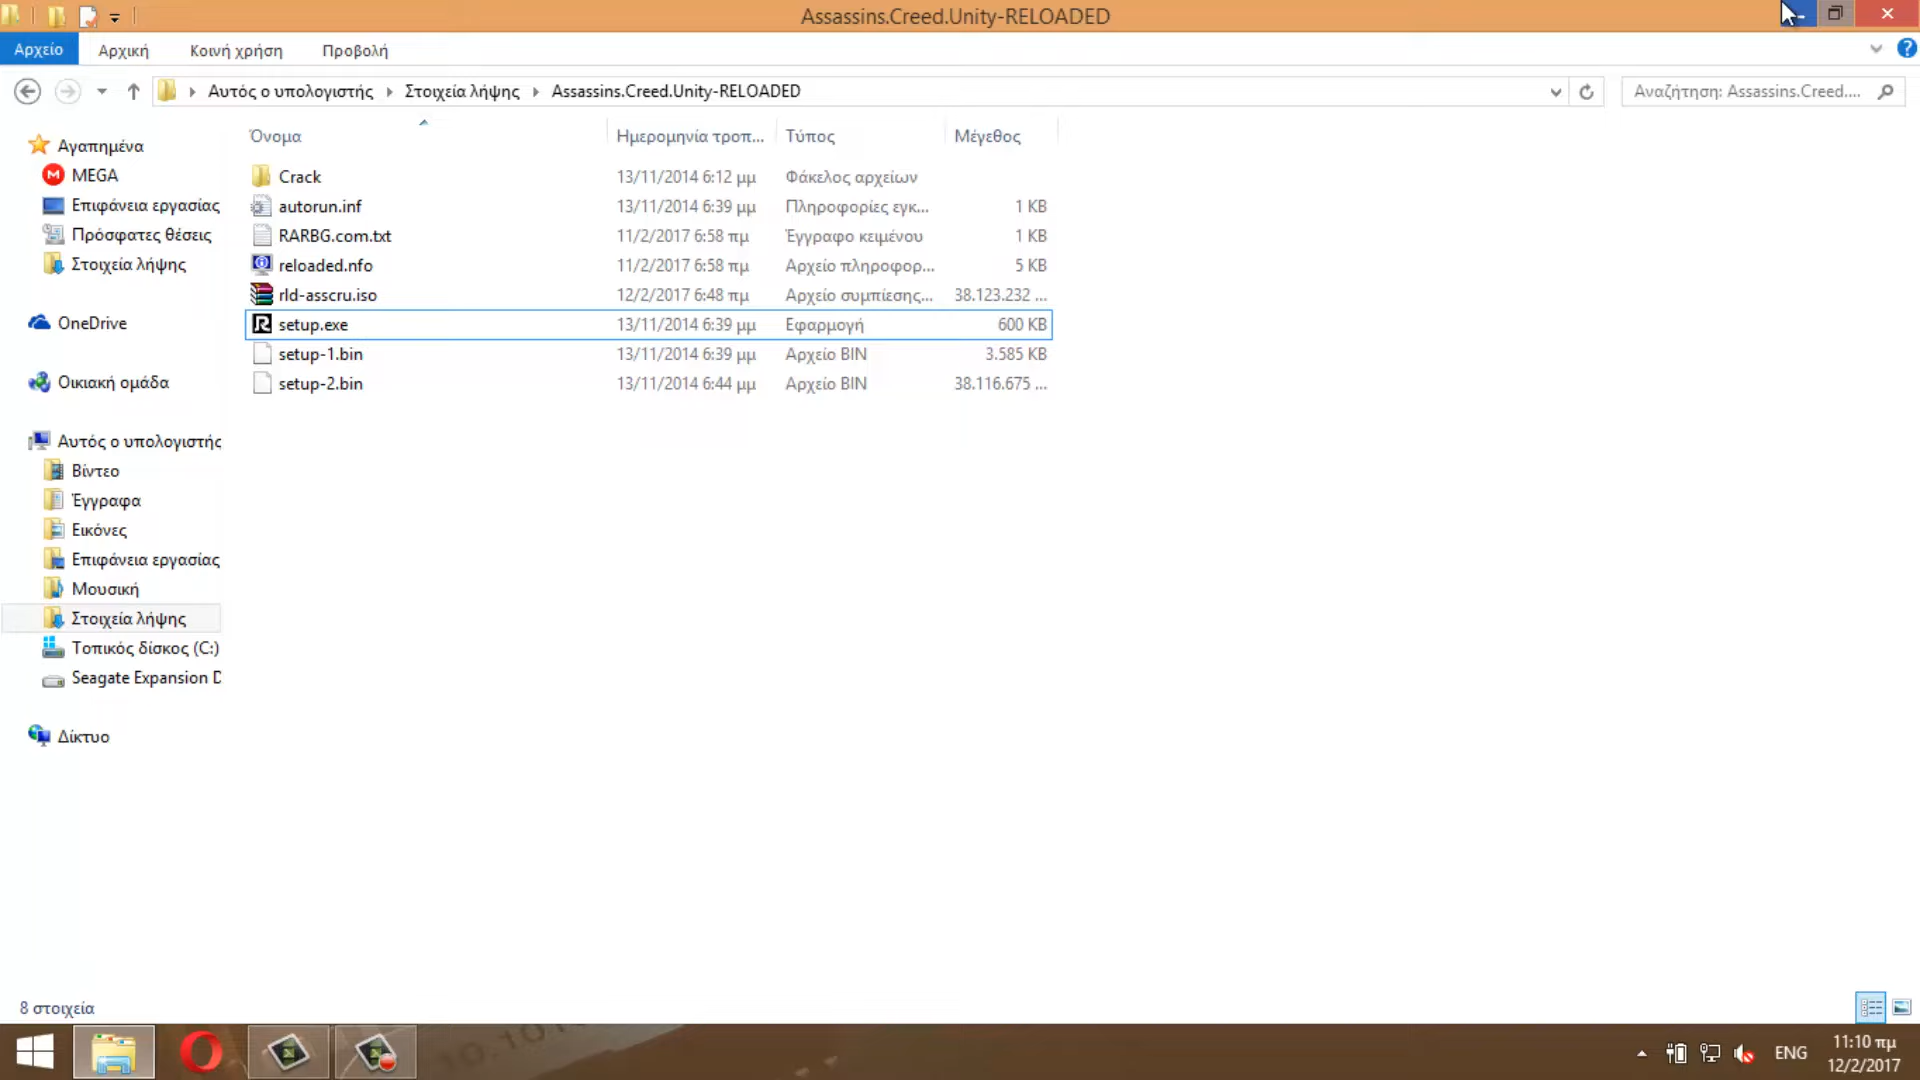 Assassins.Creed.Unity-RELOADED
Αρχείο Αρχική Κοινή χρήση Προβολή
Αυτός ο υπολογιστής Στοιχεία λήψης Assassins.Creed.Unity-RELOADED Αναζήτηση: Assassins.Creed....
Όνομα Ημερομηνία τροπ... Τύπος Μέγεθος
Αγαπημένα
MEGA
Επιφάνεια εργασίας
Πρόσφατες θέσεις
Στοιχεία λήψης
OneDrive
Οικιακή ομάδα
Αυτός ο υπολογιστής
Βίντεο
Έγγραφα
Εικόνες
Επιφάνεια εργασίας
Μουσική
Στοιχεία λήψης
Τοπικός δίσκος (C:)
Seagate Expansion D
Δίκτυο
Crack 13/11/2014 6:12 μμ Φάκελος αρχείων
autorun.inf 13/11/2014 6:39 μμ Πληροφορίες εγκ... 1 KB
RARBG.com.txt 11/2/2017 6:58 πμ Έγγραφο κειμένου 1 KB
reloaded.nfo 11/2/2017 6:58 πμ Αρχείο πληροφορ... 5 KB
rld-asscru.iso 12/2/2017 6:48 πμ Αρχείο συμπίεσης... 38.123.232 ...
setup.exe 13/11/2014 6:39 μμ Εφαρμογή 600 KB
setup-1.bin 13/11/2014 6:39 μμ Αρχείο BIN 3.585 KB
setup-2.bin 13/11/2014 6:44 μμ Αρχείο BIN 38.116.675 ...
8 στοιχεία
ENG
11:10 πμ
12/2/2017